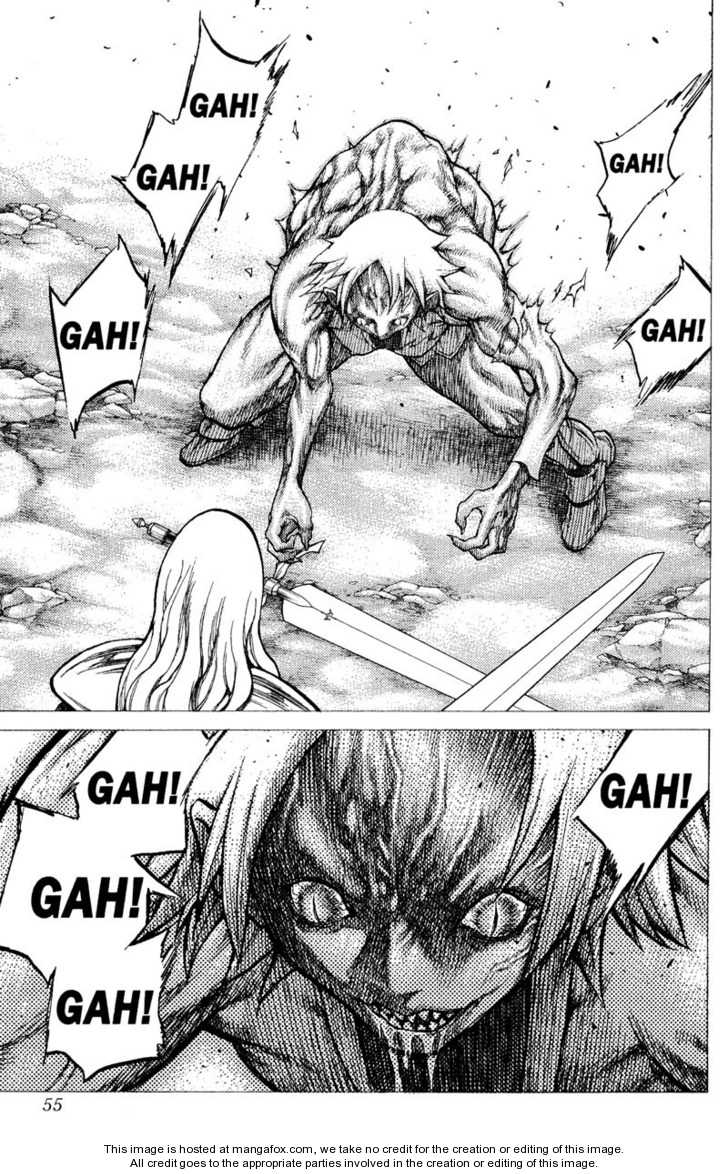 GAH!
GAH!
GAH!
GAH!
GAH!
GAH!
GAH!
GAH!
GAH!
55
This image is hosted at mangafox.com, we take no credit for the creation or editing of this image.
All credit goes to the appropriate parties involved in the creation or editing of this image.